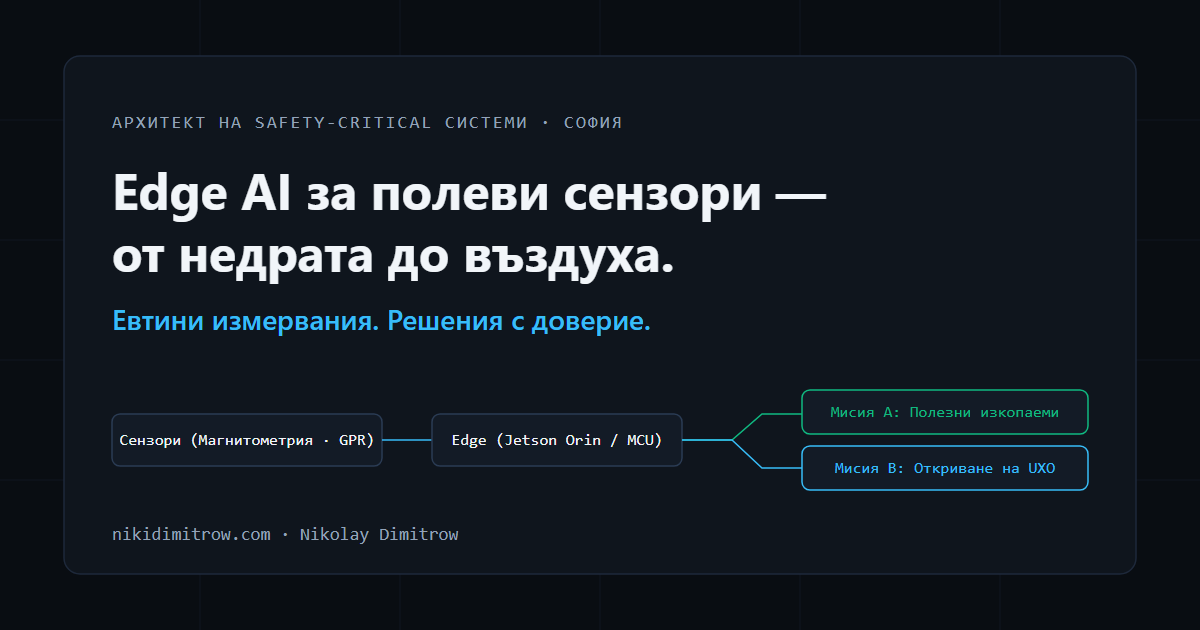 АРХИТЕКТ НА SAFETY-CRITICAL СИСТЕМИ · СОФИЯ
Edge AI за полеви сензори —
от недрата до въздуха.
Евтини измервания. Решения с доверие.
Сензори (Магнитометрия · GPR)
Edge (Jetson Orin / MCU)
Мисия A: Полезни изкопаеми
Мисия B: Откриване на UXO
nikidimitrow.com · Nikolay Dimitrow